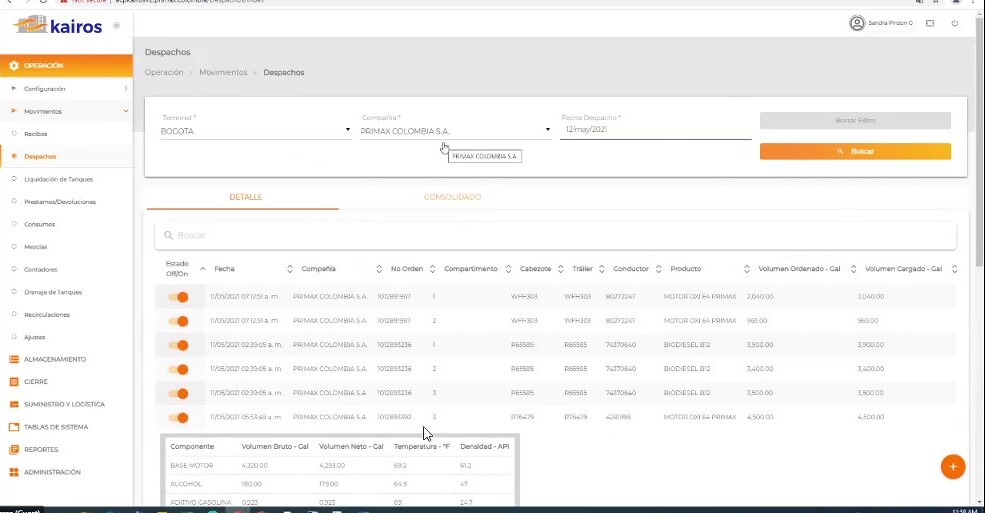 Not secure
kairos
Sandra Pinzon G
OPERACIÓN
Configuración
Movimientos
Recibos
Despachos
Liquidación de Tanques
Prestamos/Devoluciones
Consumos
Mezclas
Contadores
Drenaje de Tanques
Recirculaciones
Ajustes
ALMACENAMIENTO
CIERRE
SUMINISTRO Y LOGÍSTICA
TABLAS DE SISTEMA
REPORTES
ADMINISTRACIÓN
Despachos
Operación > Movimientos > Despachos
Terminal * Compañía * Fecha Despacho *
BOGOTA PRIMAX COLOMBIA S.A. 12/may/2021
PRIMAX COLOMBIA S.A
Borrar Filtro
Buscar
DETALLE CONSOLIDADO
Buscar
Estado Off/On Fecha Compañía No Orden Compartimento Cabezote Tráiler Conductor Producto Volumen Ordenado - Gal Volumen Cargado - Gal
11/05/2021 07:12:51 a. m. PRIMAX COLOMBIA S.A. 1012891967 1 WFH303 WFH303 80272247 MOTOR OXI E4 PRIMAX 2,040.00 2,040.00
11/05/2021 07:12:51 a. m. PRIMAX COLOMBIA S.A. 1012891967 2 WFH303 WFH303 80272247 MOTOR OXI E4 PRIMAX 965.00 965.00
11/05/2021 02:39:05 a. m. PRIMAX COLOMBIA S.A. 1012893236 1 R65585 R65585 74370640 BIODIESEL B12 3,900.00 3,900.00
11/05/2021 02:39:05 a. m. PRIMAX COLOMBIA S.A. 1012893236 2 R65585 R65585 74370640 BIODIESEL B12 3,400.00 3,400.00
11/05/2021 02:39:05 a. m. PRIMAX COLOMBIA S.A. 1012893236 3 R65585 R65585 74370640 BIODIESEL B12 3,500.00 3,500.00
11/05/2021 05:53:49 a. m. PRIMAX COLOMBIA S.A. 1012893392 3 R76479 R76479 4281999 MOTOR OXI E4 PRIMAX 4,500.00 4,500.00
Componente Volumen Bruto - Gal Volumen Neto - Gal Temperatura - °F Densidad - API
BASE MOTOR 4,320.00 4,293.00 69.2 61.2
ALCOHOL 180.00 179.00 64.9 47
ADITIVO GASOLINA 0.923 0.923 69 24.7
11:58 AM